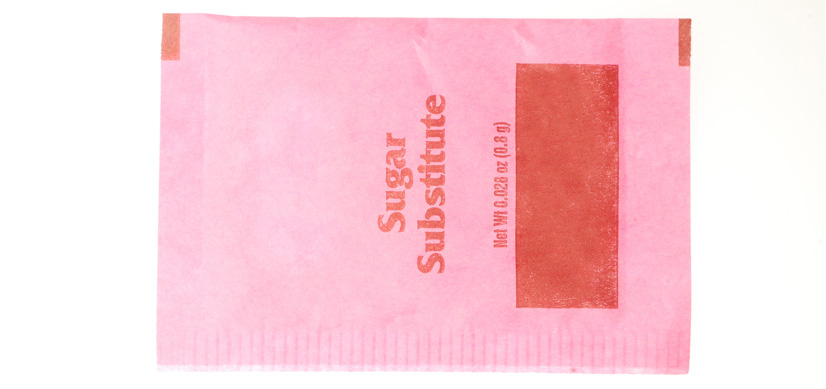 Sugar
Substitute
Net Wt 0.028 oz (0.8 g)